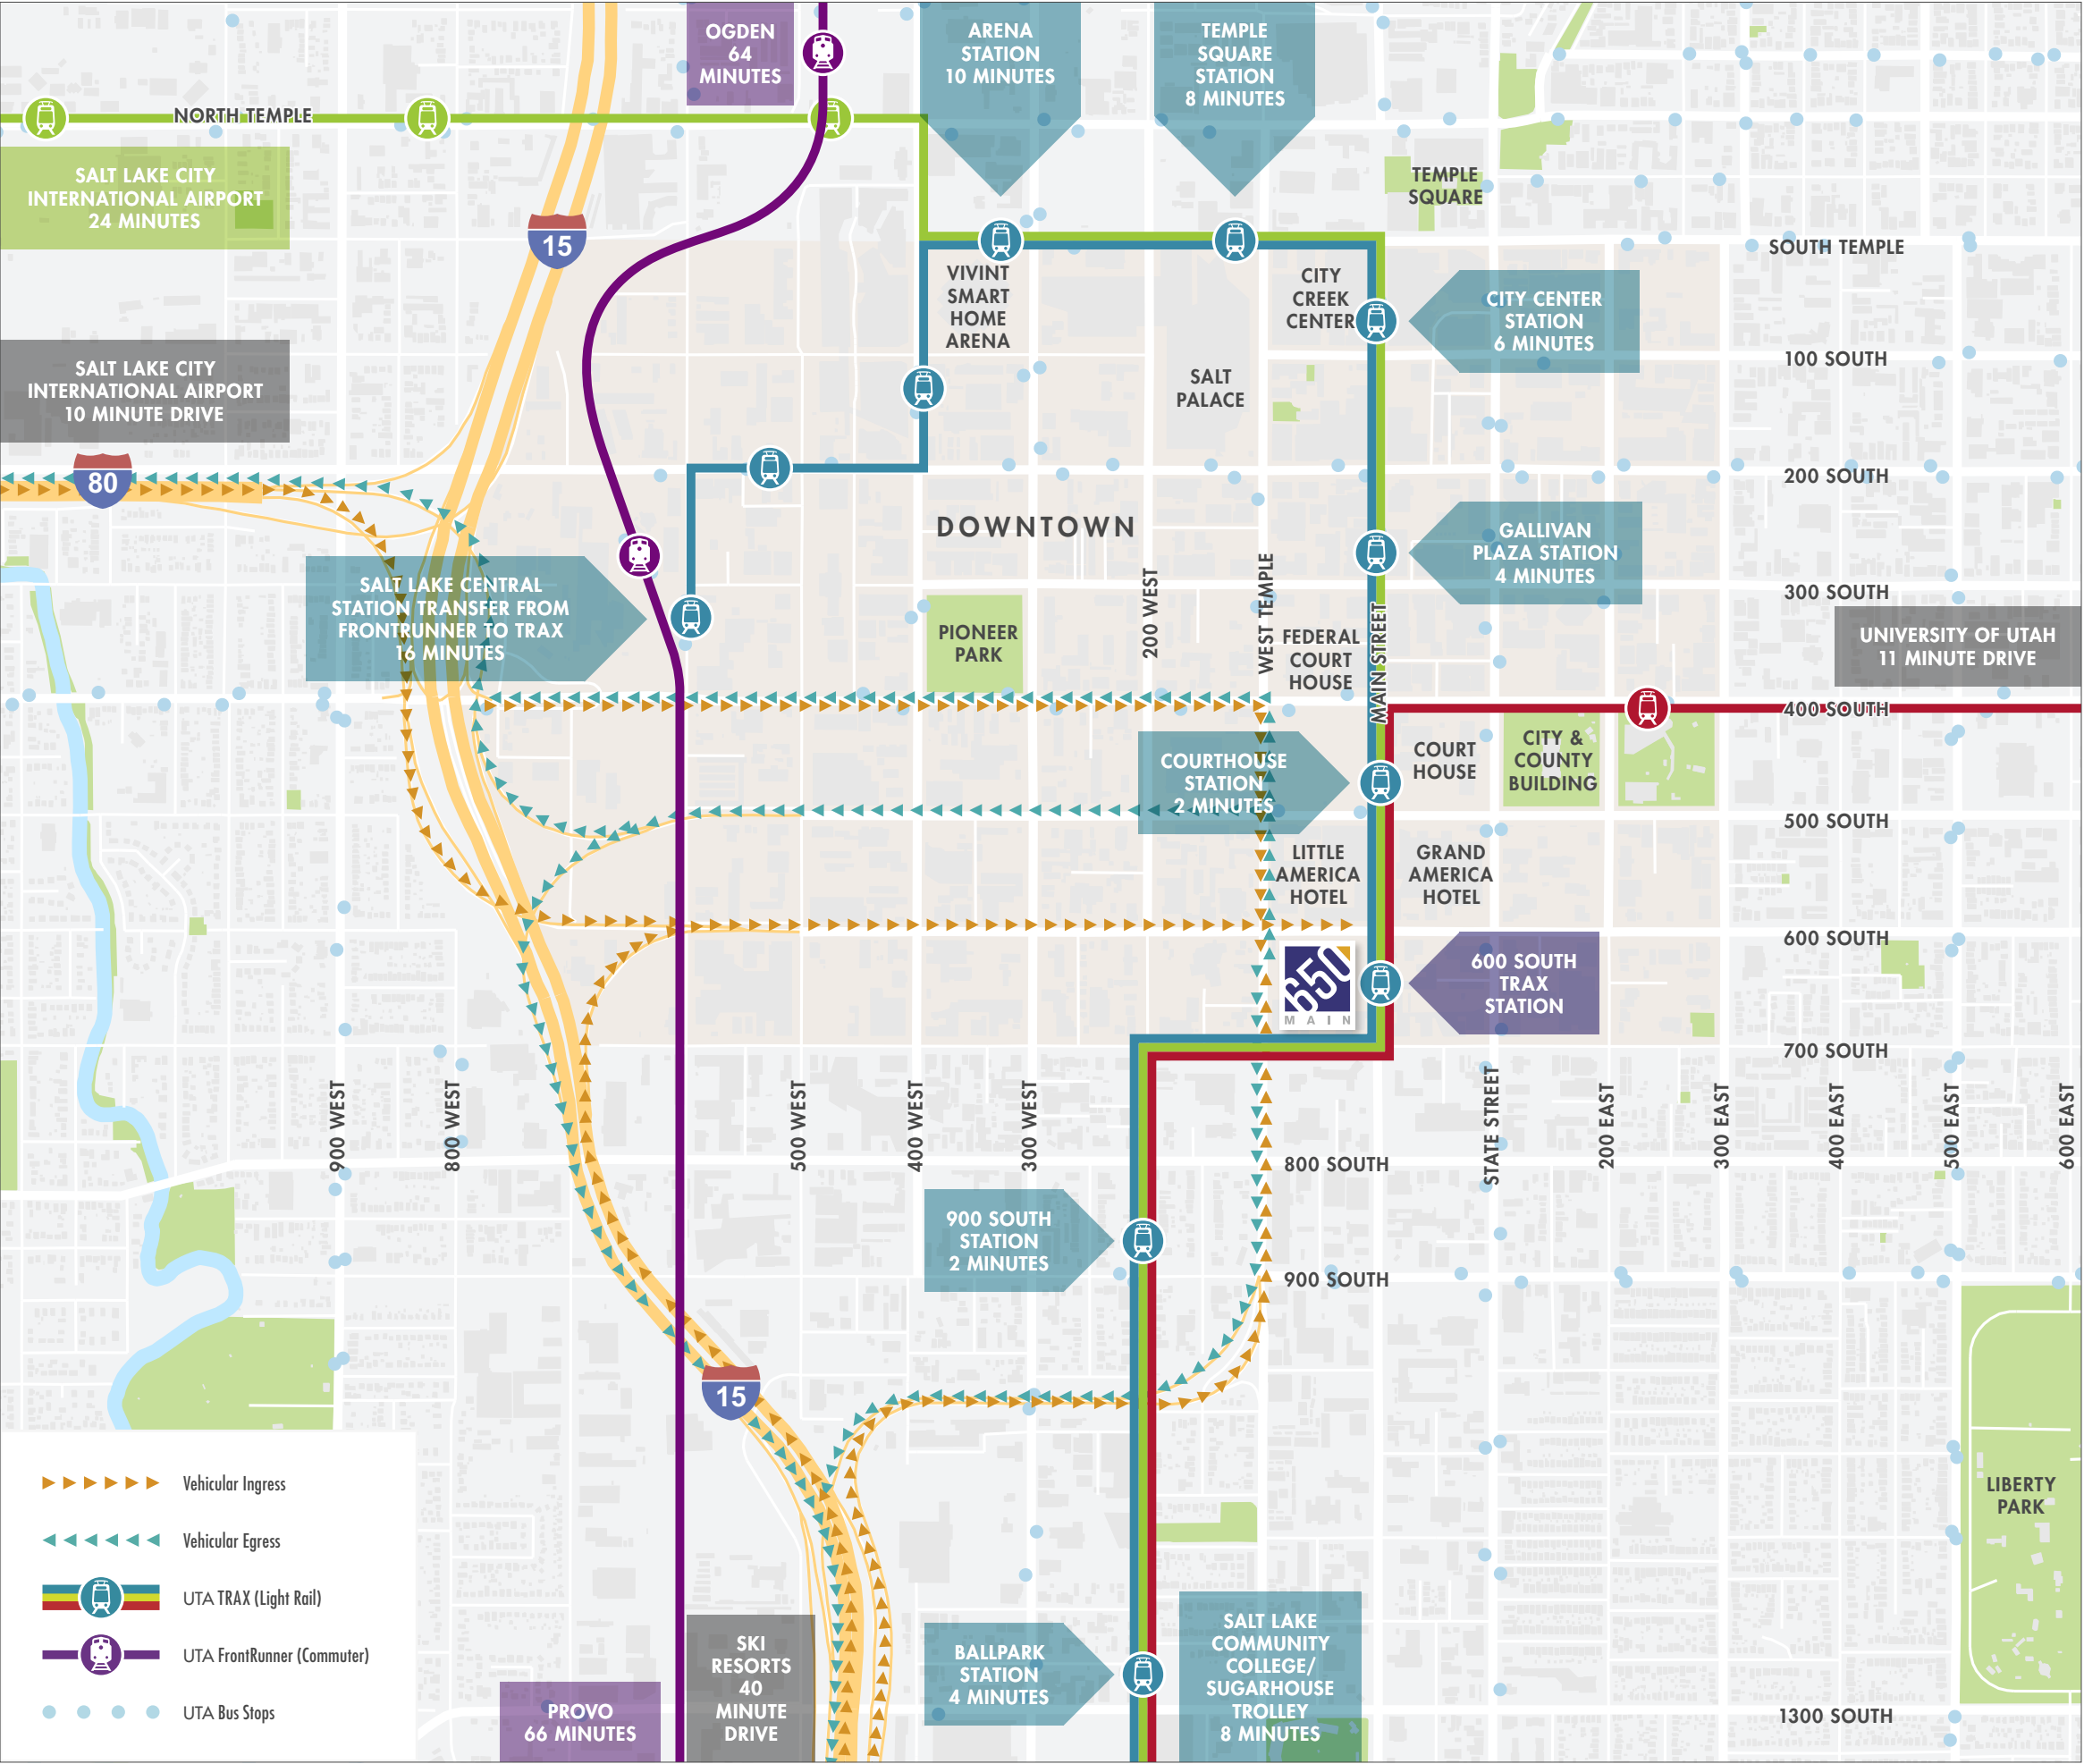 OGDEN
64
MINUTES
ARENA
STATION
10 MINUTES
TEMPLE
SQUARE
STATION
8 MINUTES
NORTH TEMPLE
SALT LAKE CITY
INTERNATIONAL AIRPORT
24 MINUTES
TEMPLE
SQUARE
15
SOUTH TEMPLE
VIVINT
SMART
HOME
ARENA
CITY
CREEK
CENTER
CITY CENTER
STATION
6 MINUTES
100 SOUTH
SALT LAKE CITY
INTERNATIONAL AIRPORT
10 MINUTE DRIVE
SALT
PALACE
80
200 SOUTH
DOWNTOWN
GALLIVAN
PLAZA STATION
4 MINUTES
SALT LAKE CENTRAL
STATION TRANSFER FROM
FRONTRUNNER TO TRAX
16 MINUTES
300 SOUTH
PIONEER
PARK
200 WEST
WEST TEMPLE
FEDERAL
COURT
HOUSE
MAIN STREET
UNIVERSITY OF UTAH
11 MINUTE DRIVE
400 SOUTH
COURTHOUSE
STATION
2 MINUTES
COURT
HOUSE
CITY &
COUNTY
BUILDING
500 SOUTH
LITTLE
AMERICA
HOTEL
GRAND
AMERICA
HOTEL
600 SOUTH
650
MAIN
600 SOUTH
TRAX
STATION
700 SOUTH
900 WEST
800 WEST
500 WEST
400 WEST
300 WEST
STATE STREET
200 EAST
300 EAST
400 EAST
500 EAST
600 EAST
800 SOUTH
900 SOUTH
STATION
2 MINUTES
900 SOUTH
15
Vehicular Ingress
Vehicular Egress
UTA TRAX (Light Rail)
UTA FrontRunner (Commuter)
UTA Bus Stops
LIBERTY
PARK
PROVO
66 MINUTES
SKI
RESORTS
40
MINUTE
DRIVE
BALLPARK
STATION
4 MINUTES
SALT LAKE
COMMUNITY
COLLEGE/
SUGARHOUSE
TROLLEY
8 MINUTES
1300 SOUTH